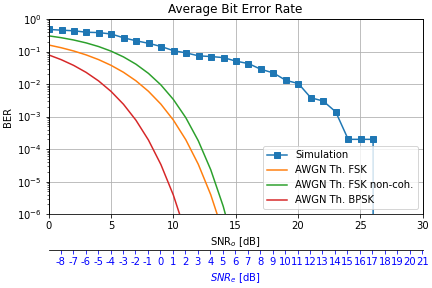 Average Bit Error Rate
10^0
10^-1
10^-2
10^-3
10^-4
10^-5
10^-6
BER
Simulation
AWGN Th. FSK
AWGN Th. FSK non-coh.
AWGN Th. BPSK
0 5 10 15 20 25 30
SNR_o [dB]
-8 -7 -6 -5 -4 -3 -2 -1 0 1 2 3 4 5 6 7 8 9 10 11 12 13 14 15 16 17 18 19 20 21
SNR_e [dB]